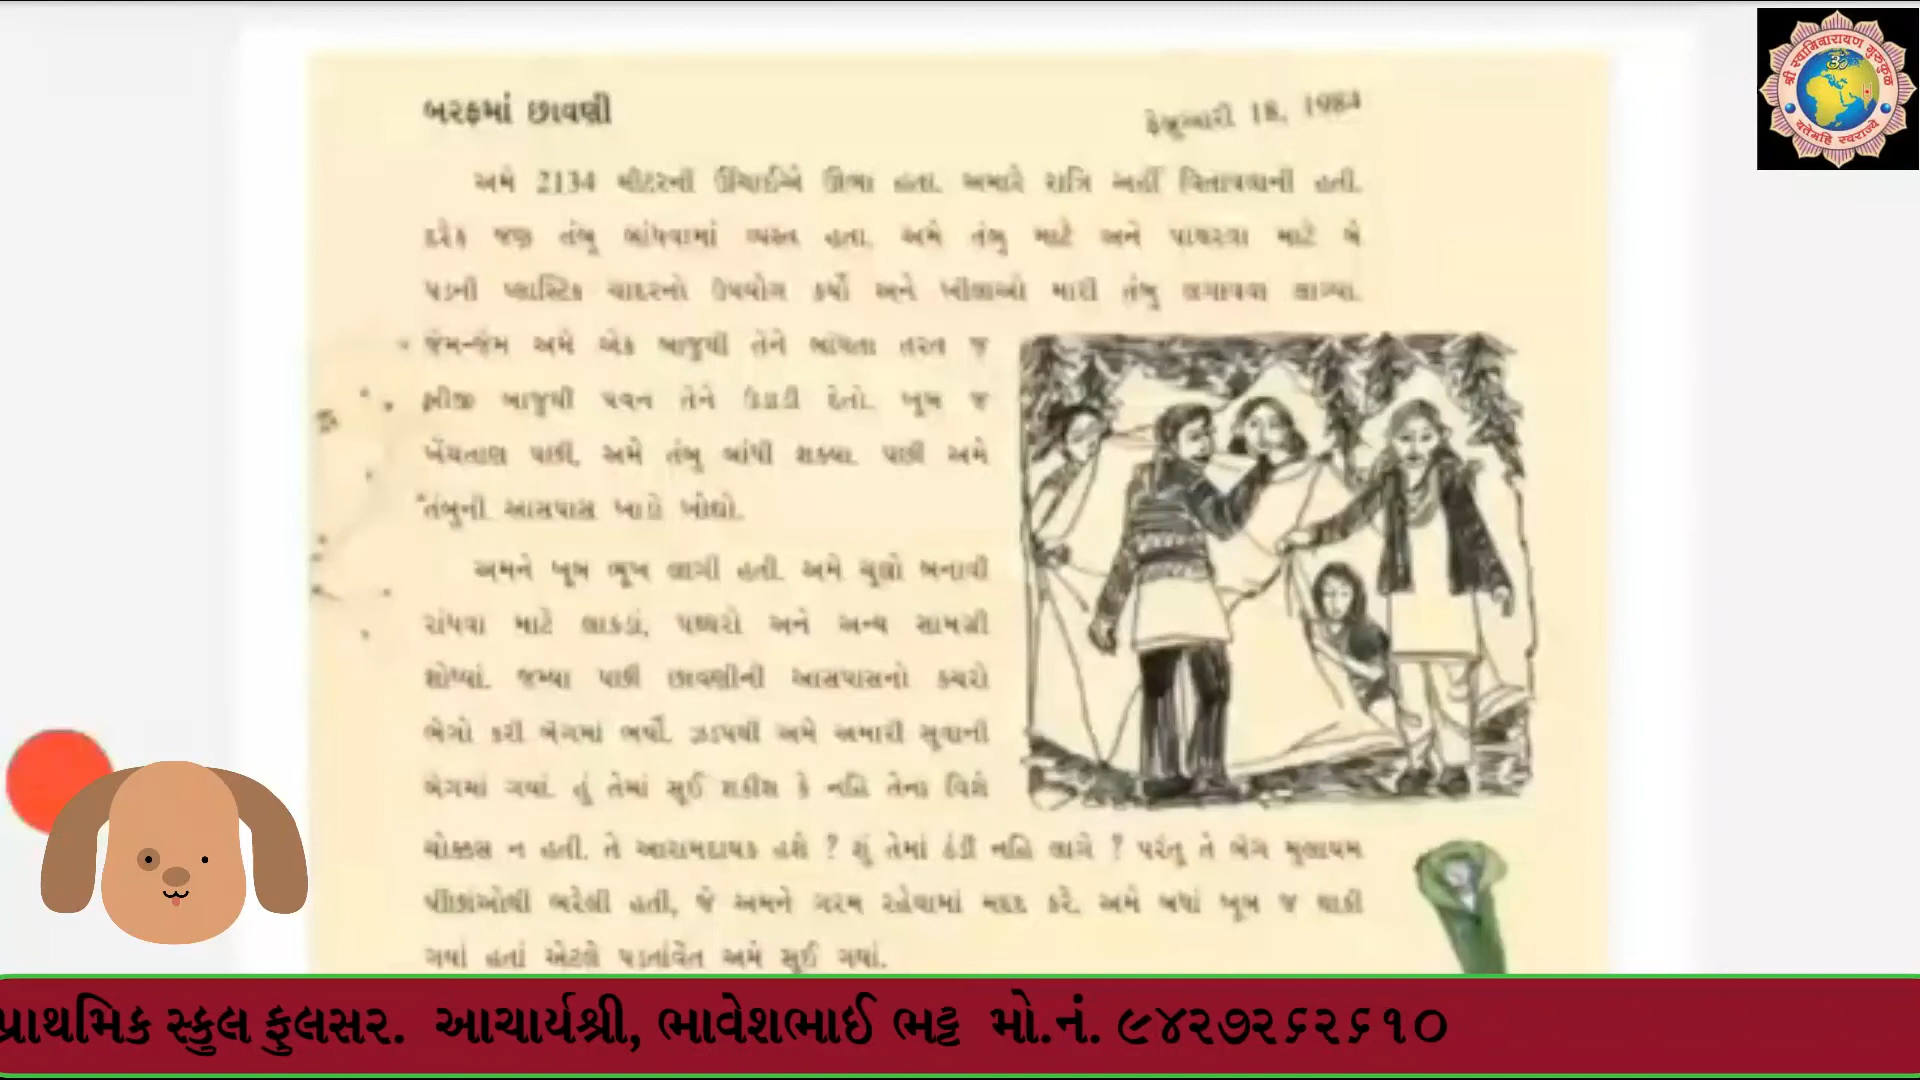 બરફમાં છાવણી
ફેબ્રુઆરી 18, 1984
અમે 2134 મીટરની ઊંચાઈએ ઊભા હતા. અમારે રાત્રિ અહીં વિતાવવાની હતી.
દરેક જણ તંબૂ બાંધવામાં વ્યસ્ત હતા. અમે તંબુ માટે અને પાથરવા માટે બે
પડની પ્લાસ્ટિક ચાદરનો ઉપયોગ કર્યો અને ખીલાઓ મારી તંબુ લગાવવા લાગ્યા.
જેમ-જેમ અમે એક બાજુથી તેને બાંધતા તરત જ
બીજી બાજુથી પવન તેને ઉડાડી દેતો. ખૂબ જ
ખેંચતાણ પછી, અમે તંબુ બાંધી શક્યા. પછી અમે
તંબુની આસપાસ ખાડો ખોદ્યો.
અમને ખૂબ ભૂખ લાગી હતી. અમે ચુલો બનાવી
રાંધવા માટે લાકડાં, પથ્થરો અને અન્ય સામગ્રી
શોધ્યાં. જમ્યા પછી છાવણીની આસપાસનો કચરો
ભેગો કરી બૅગમાં ભર્યો. ઝડપથી અમે અમારી સુવાની
બેગમાં ગયાં. હું તેમાં સૂઈ શકીશ કે નહિ તેના વિશે
ચોક્કસ ન હતી. તે આરામદાયક હશે ? શું તેમાં ઠંડી નહિ લાગે ? પરંતુ તે બેગ મુલાયમ
પીંછાંઓથી ભરેલી હતી, જે અમને ગરમ રહેવામાં મદદ કરે. અમે બધાં ખૂબ જ થાકી
ગયાં હતાં એટલે પડતાંવેંત અમે સૂઈ ગયાં.
શ્રી સ્વામિનારાયણ ગુરુકુળ
યતેમહિ સ્વરાજ્યે
પ્રાથમિક સ્કુલ ફુલસર. આચાર્યશ્રી, ભાવેશભાઈ ભટ્ટ મો.નં. ૯૪૨૭૨૬૨૬૧૦